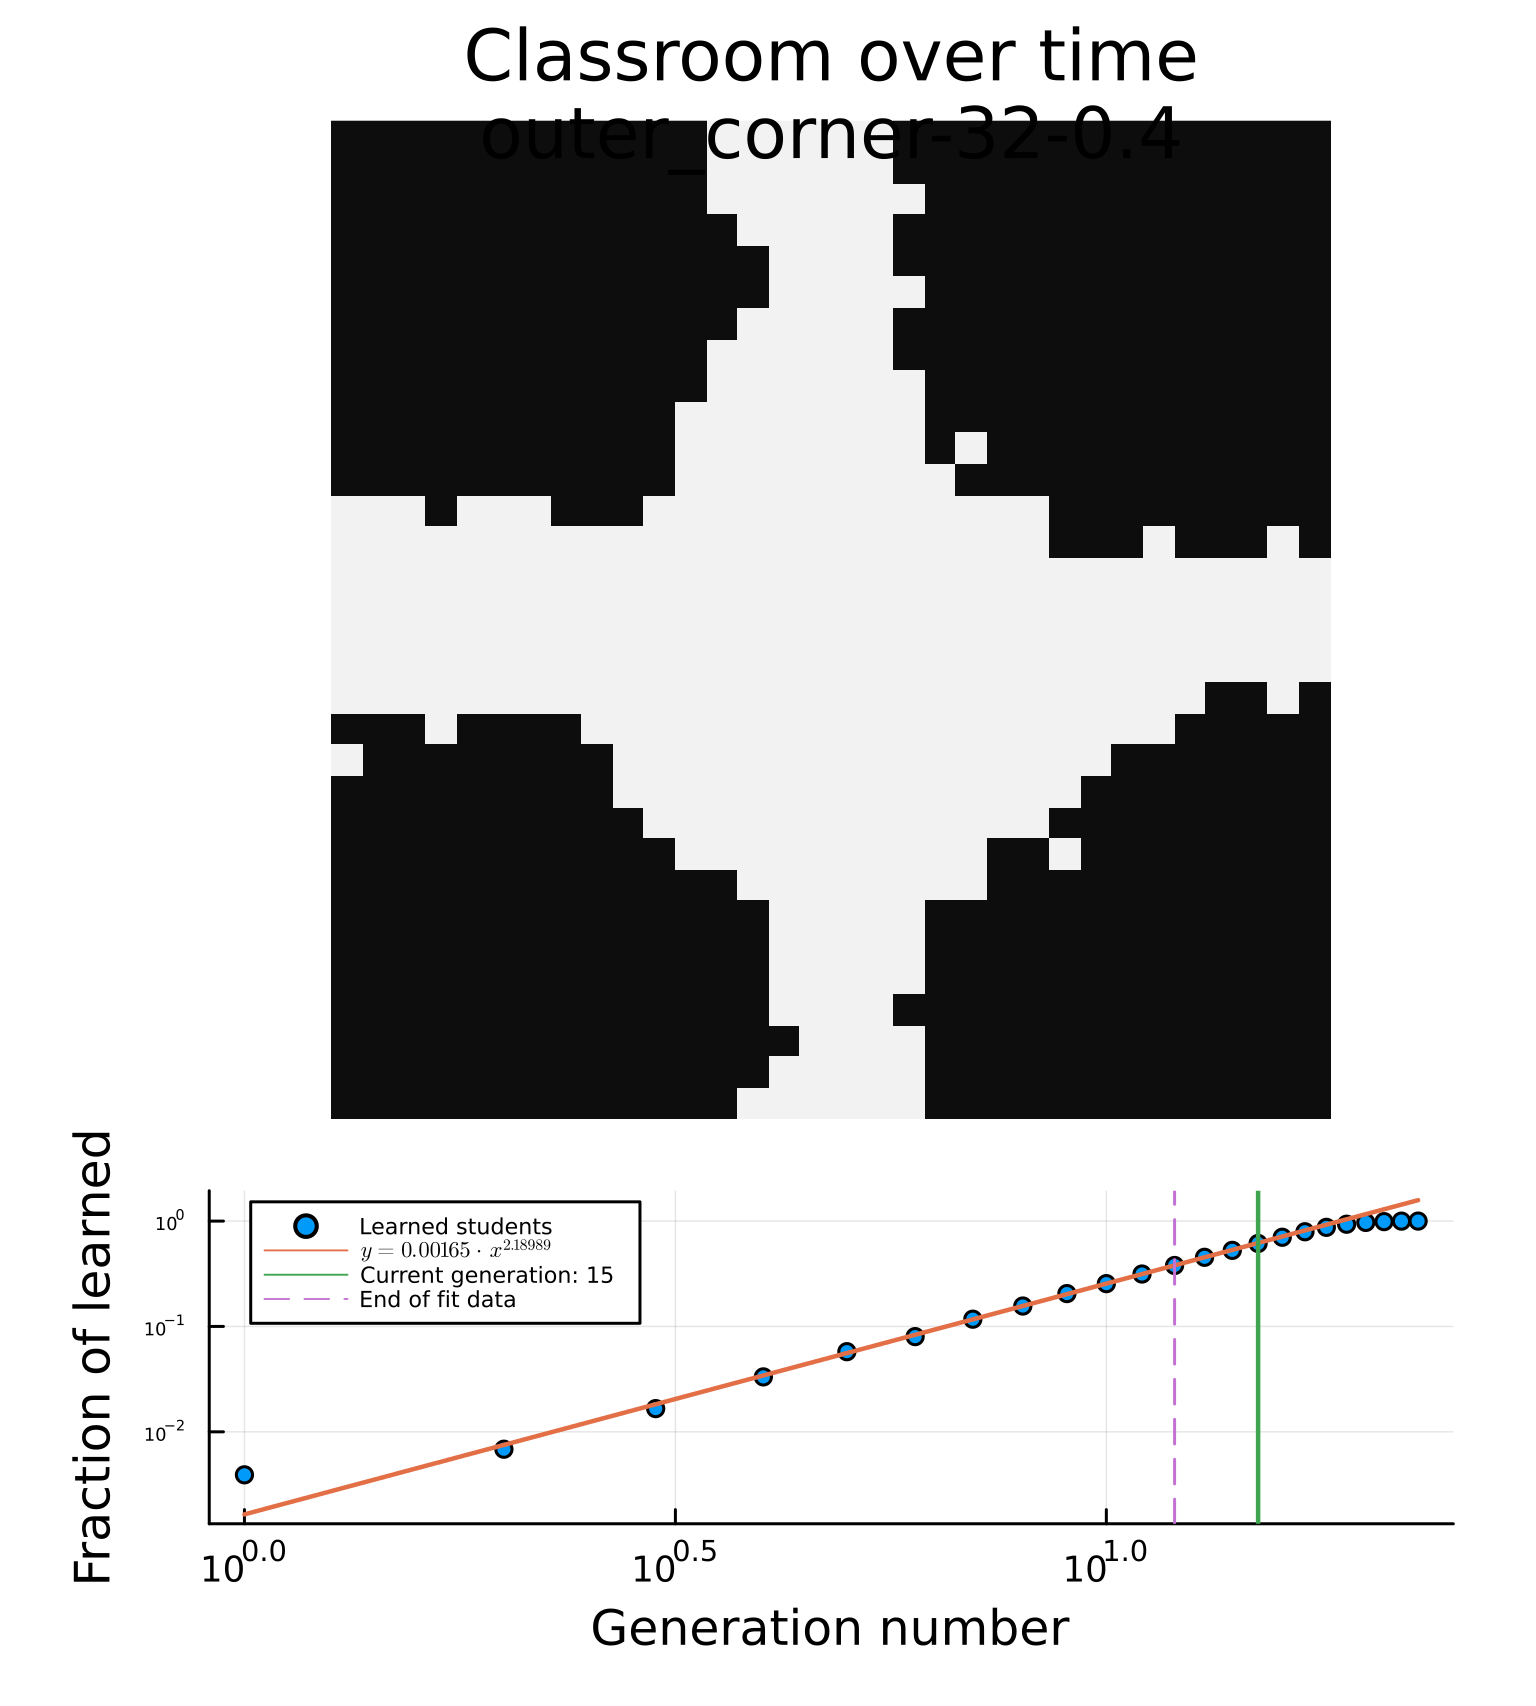 Classroom over time
outer_corner-32-0.4
Fraction of learned
10^0
10^−1
10^−2
Learned students
y = 0.00165 · x^2.18989
Current generation: 15
End of fit data
10^0.0
10^0.5
10^1.0
Generation number